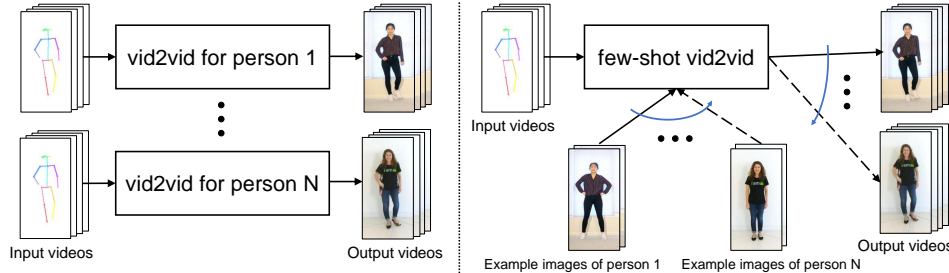 vid2vid for person 1
vid2vid for person N
Input videos
Output videos
few-shot vid2vid
Input videos
Example images of person 1
Example images of person N
Output videos